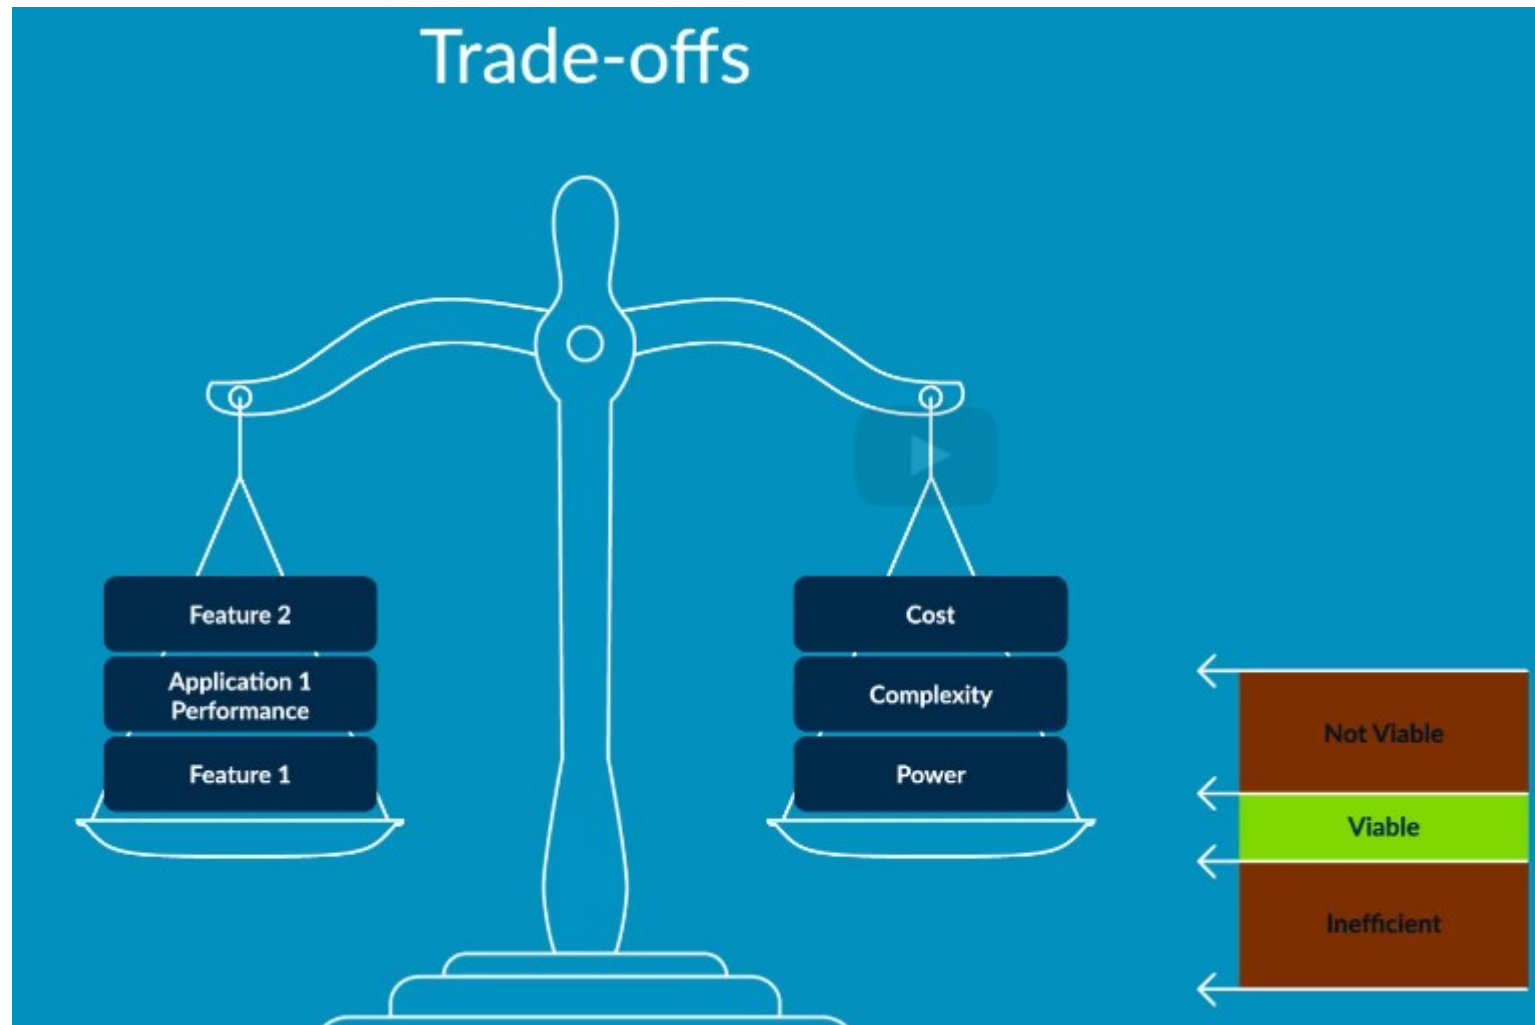 Trade-offs
Feature 2
Application 1
Performance
Feature 1
Cost
Complexity
Power
Not Viable
Viable
Inefficient